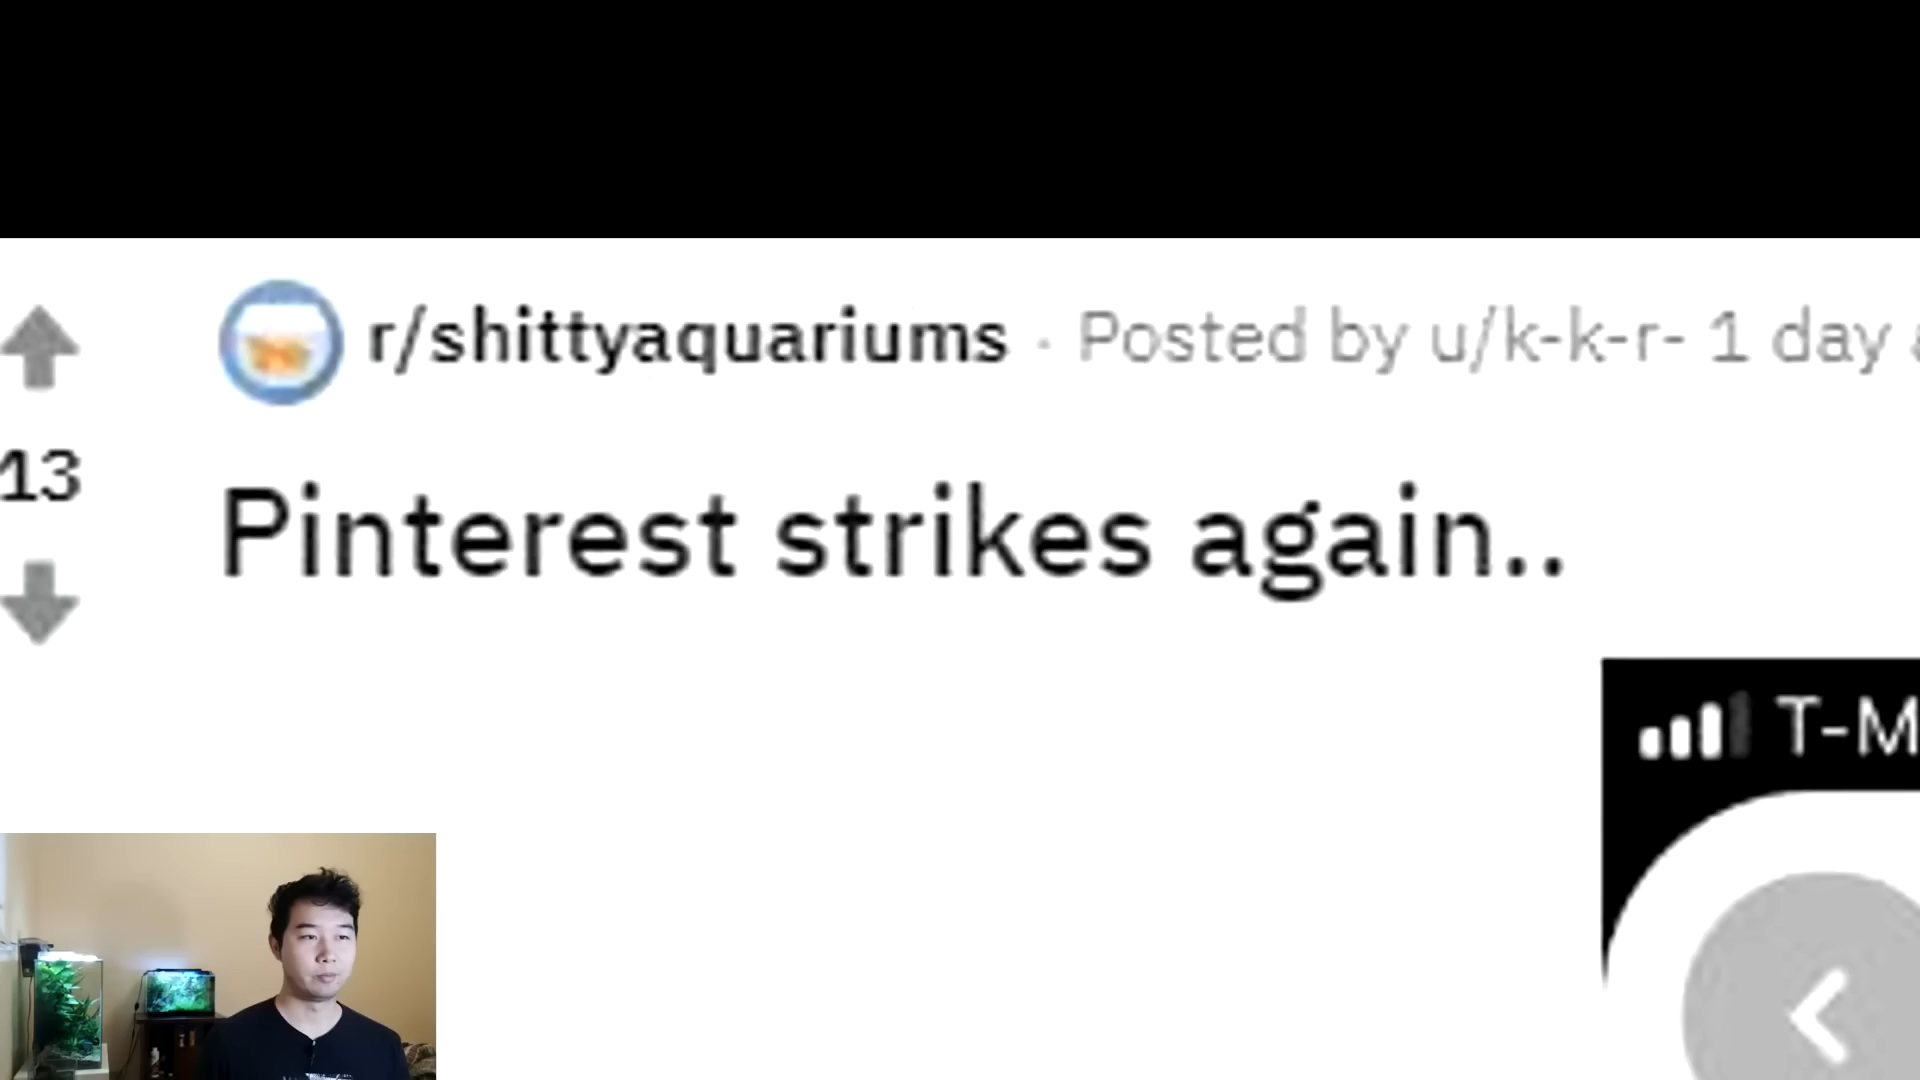 r/shittyaquariums · Posted by u/k-k-r- 1 day
13
Pinterest strikes again..
T-M